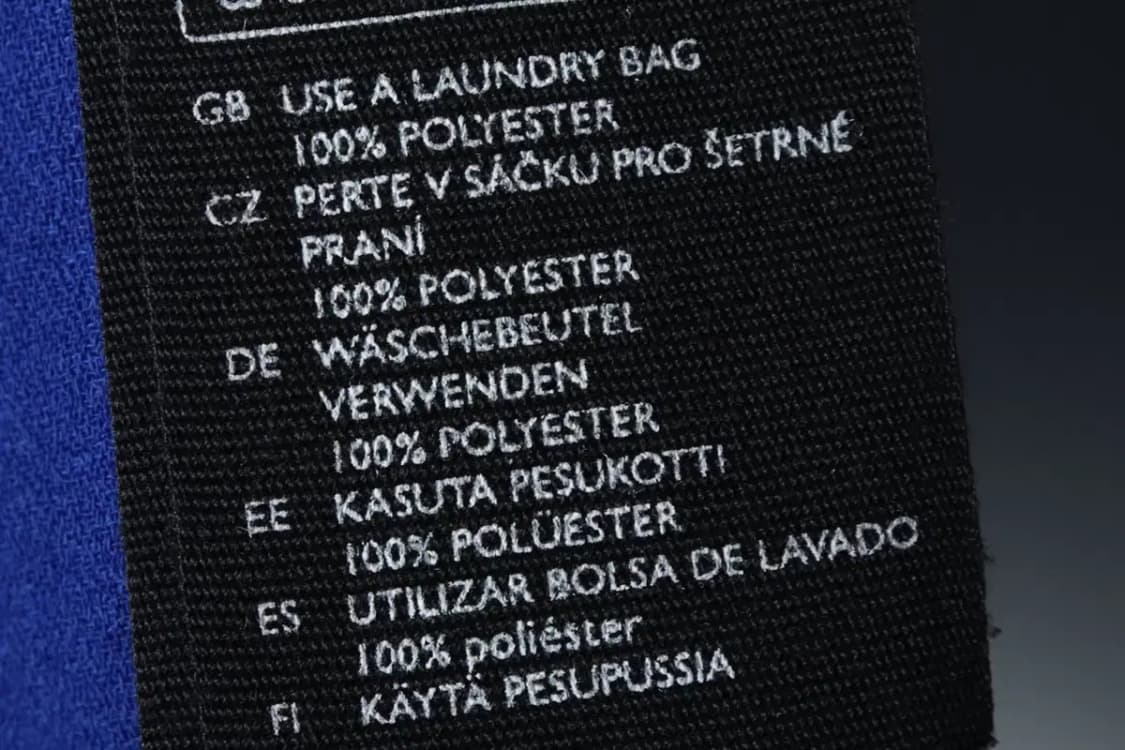 GB USE A LAUNDRY BAG
100% POLYESTER
CZ PERTE V SÁČKU PRO ŠETRNÉ
PRANÍ
100% POLYESTER
DE WÄSCHEBEUTEL
VERWENDEN
100% POLYESTER
EE KASUTA PESUKOTTI
100% POLÜESTER
ES UTILIZAR BOLSA DE LAVADO
100% poliéster
FI KÄYTÄ PESUPUSSIA